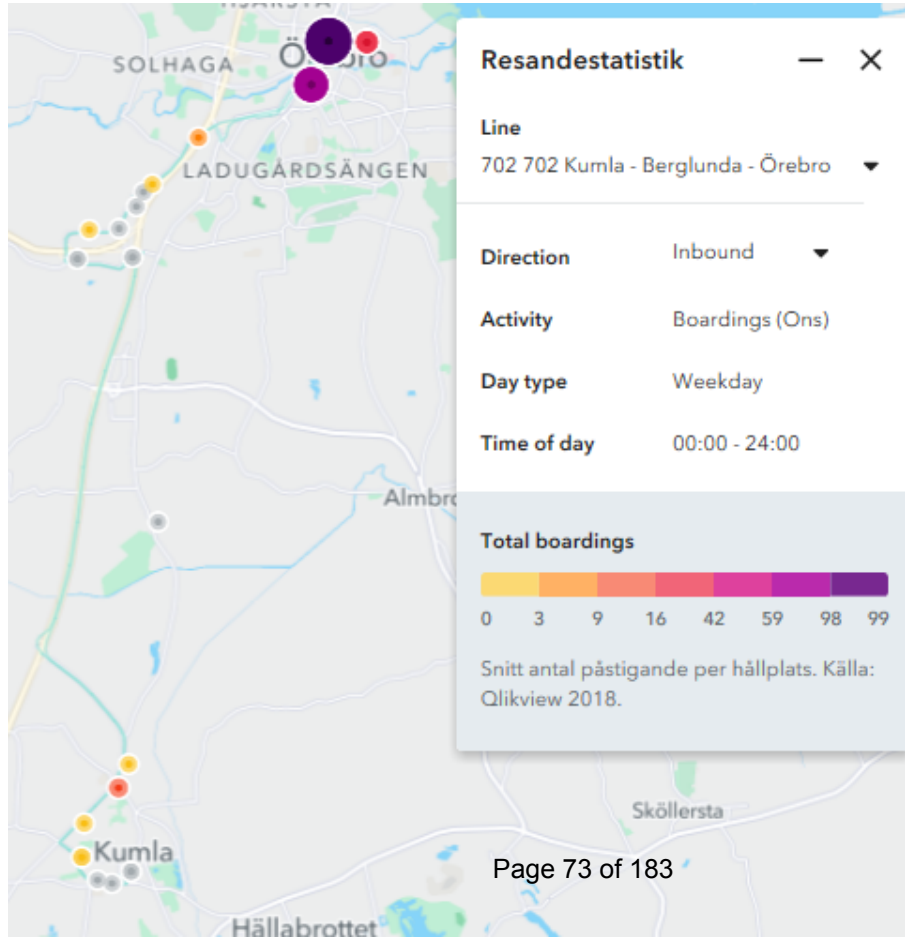 SOLHAGA
LADUGÅRDSÄNGEN
Almbro
Kumla
Hällabrottet
Sköllersta
Resandestatistik
Line
702 702 Kumla - Berglunda - Örebro
Direction
Inbound
Activity
Boardings (Ons)
Day type
Weekday
Time of day
00:00 - 24:00
Total boardings
0 3 9 16 42 59 98 99
Snitt antal påstigande per hållplats. Källa:
Qlikview 2018.
Page 73 of 183